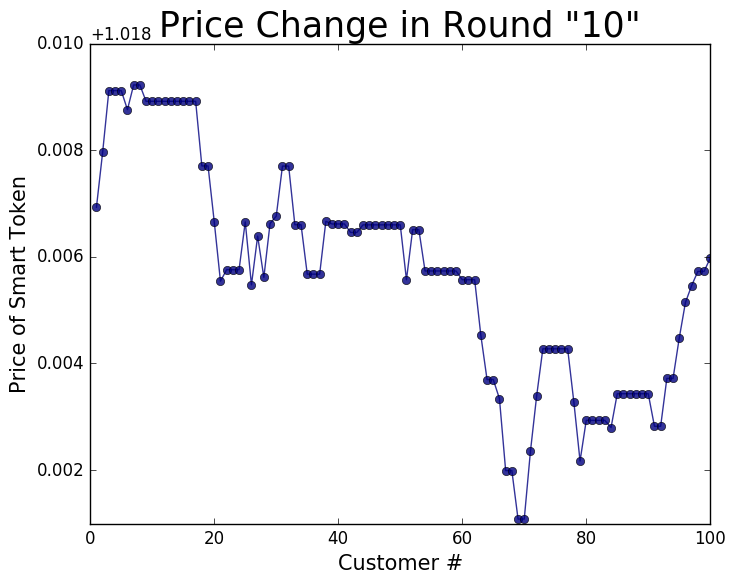 Price Change in Round "10"
+1.018
0.010
0.008
0.006
0.004
0.002
Price of Smart Token
0 20 40 60 80 100
Customer #